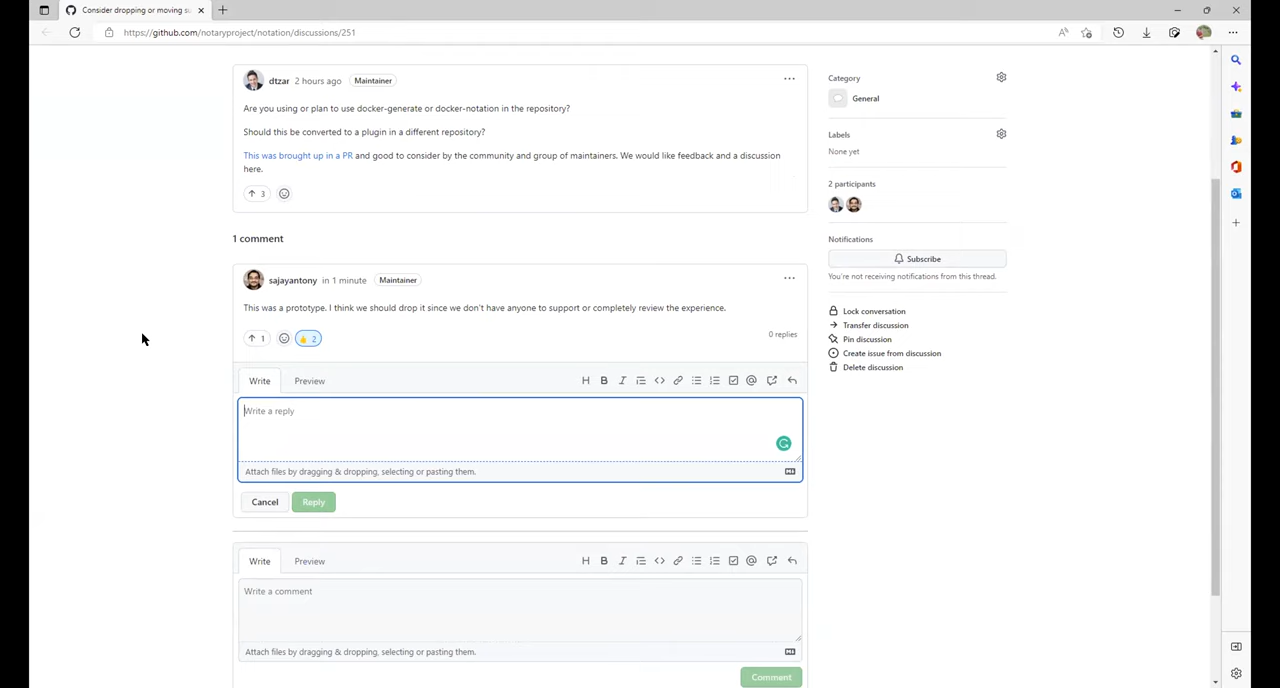 Consider dropping or moving su
https://github.com/notaryproject/notation/discussions/251
dtzar 2 hours ago Maintainer
Are you using or plan to use docker-generate or docker-notation in the repository?
Should this be converted to a plugin in a different repository?
This was brought up in a PR and good to consider by the community and group of maintainers. We would like feedback and a discussion
here.
3
1 comment
sajayantony in 1 minute Maintainer
This was a prototype. I think we should drop it since we don't have anyone to support or completely review the experience.
1
2
0 replies
Write Preview
Write a reply
Attach files by dragging & dropping, selecting or pasting them.
Cancel Reply
Write Preview
Write a comment
Attach files by dragging & dropping, selecting or pasting them.
Comment
Category
General
Labels
None yet
2 participants
Notifications
Subscribe
You're not receiving notifications from this thread.
Lock conversation
Transfer discussion
Pin discussion
Create issue from discussion
Delete discussion